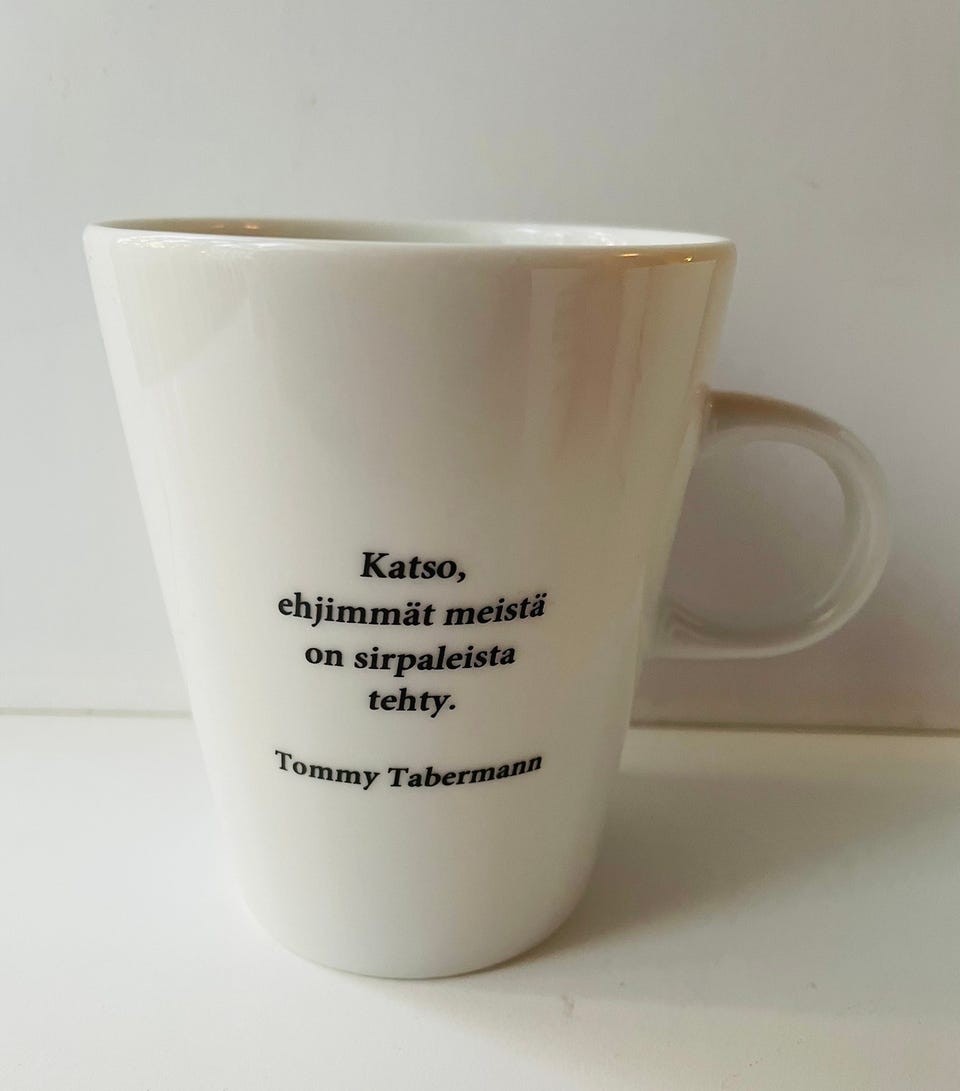 Katso,
ehjimmät meistä
on sirpaleista
tehty.
Tommy Tabermann